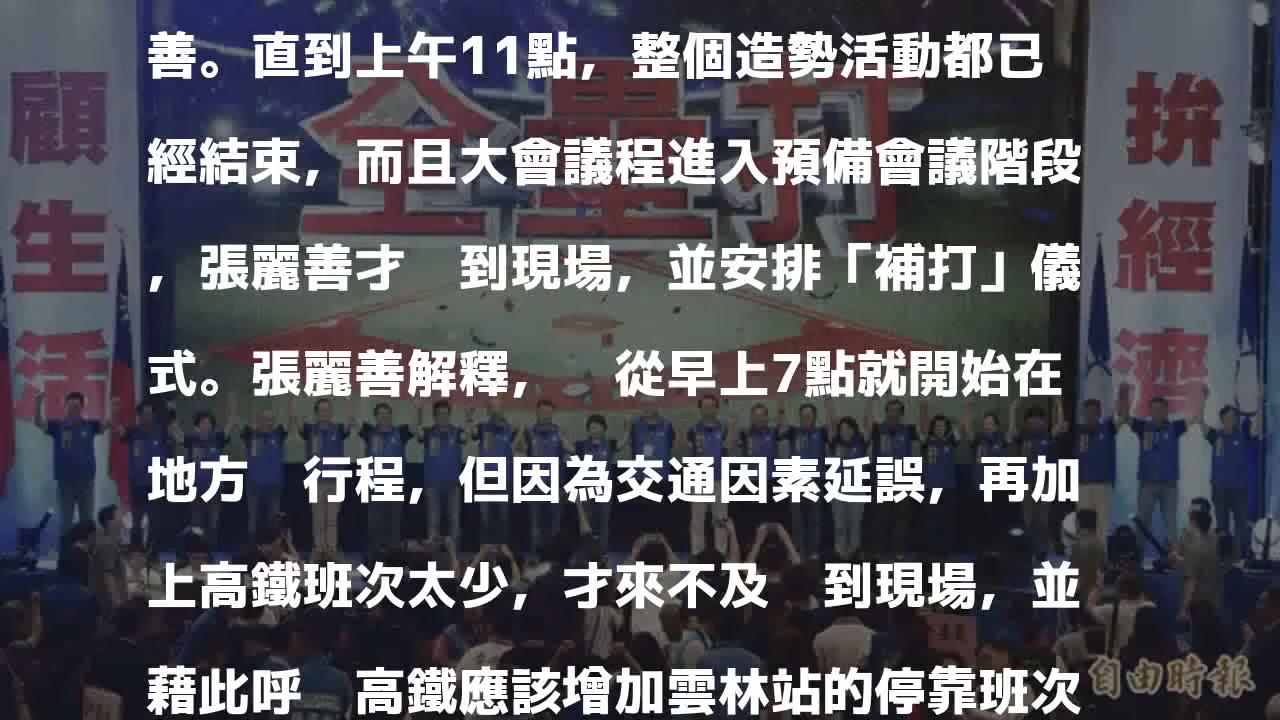 善。直到上午11點，整個造勢活動都已
經結束，而且大會議程進入預備會議階段
，張麗善才　到現場，並安排「補打」儀
式。張麗善解釋，　從早上7點就開始在
地方　行程，但因為交通因素延誤，再加
上高鐵班次太少，才來不及　到現場，並
藉此呼　高鐵應該增加雲林站的停靠班次
顧生活
全壘打
拚經濟
自由時報